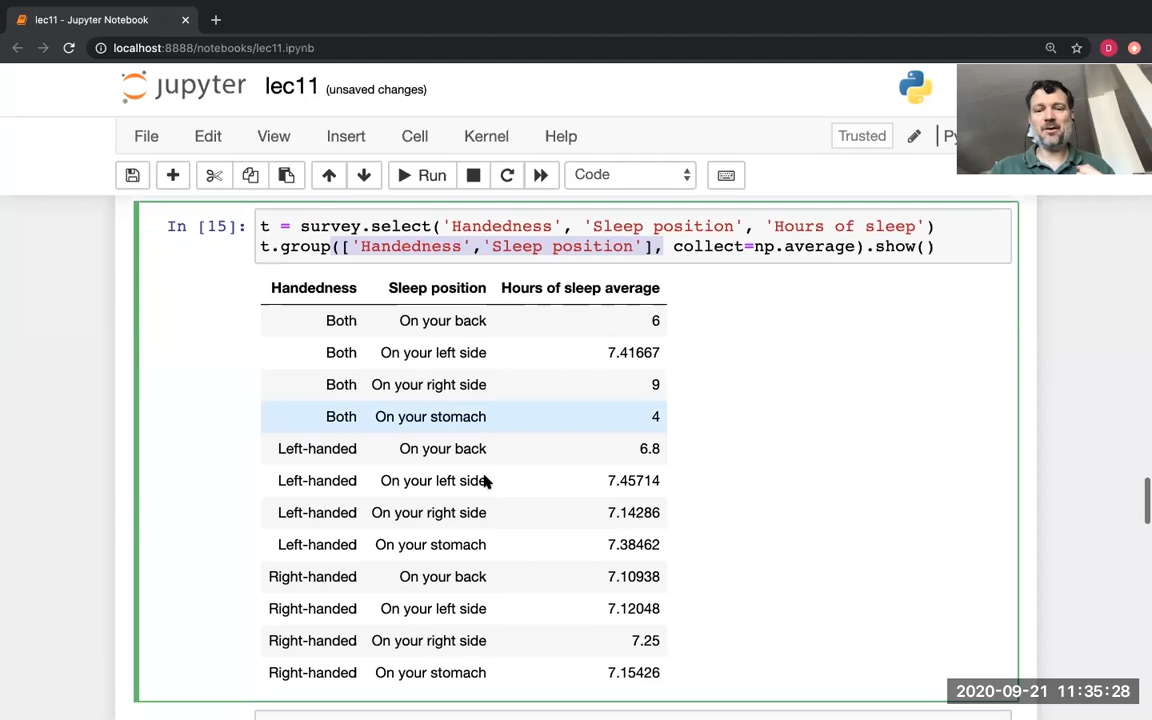 lec11 - Jupyter Notebook
localhost:8888/notebooks/lec11.ipynb
D
jupyter lec11 (unsaved changes)
File Edit View Insert Cell Kernel Help Trusted Py
Run Code
In [15]: t = survey.select('Handedness', 'Sleep position', 'Hours of sleep')
t.group(['Handedness','Sleep position'], collect=np.average).show()
Handedness Sleep position Hours of sleep average
Both On your back 6
Both On your left side 7.41667
Both On your right side 9
Both On your stomach 4
Left-handed On your back 6.8
Left-handed On your left side 7.45714
Left-handed On your right side 7.14286
Left-handed On your stomach 7.38462
Right-handed On your back 7.10938
Right-handed On your left side 7.12048
Right-handed On your right side 7.25
Right-handed On your stomach 7.15426
2020-09-21 11:35:28